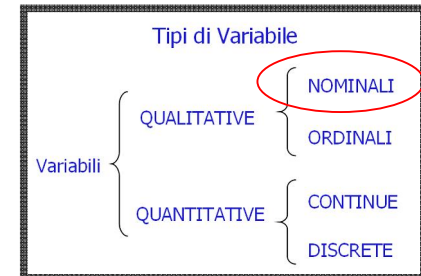 Tipi di Variabile
NOMINALI
QUALITATIVE
ORDINALI
Variabili
CONTINUE
QUANTITATIVE
DISCRETE